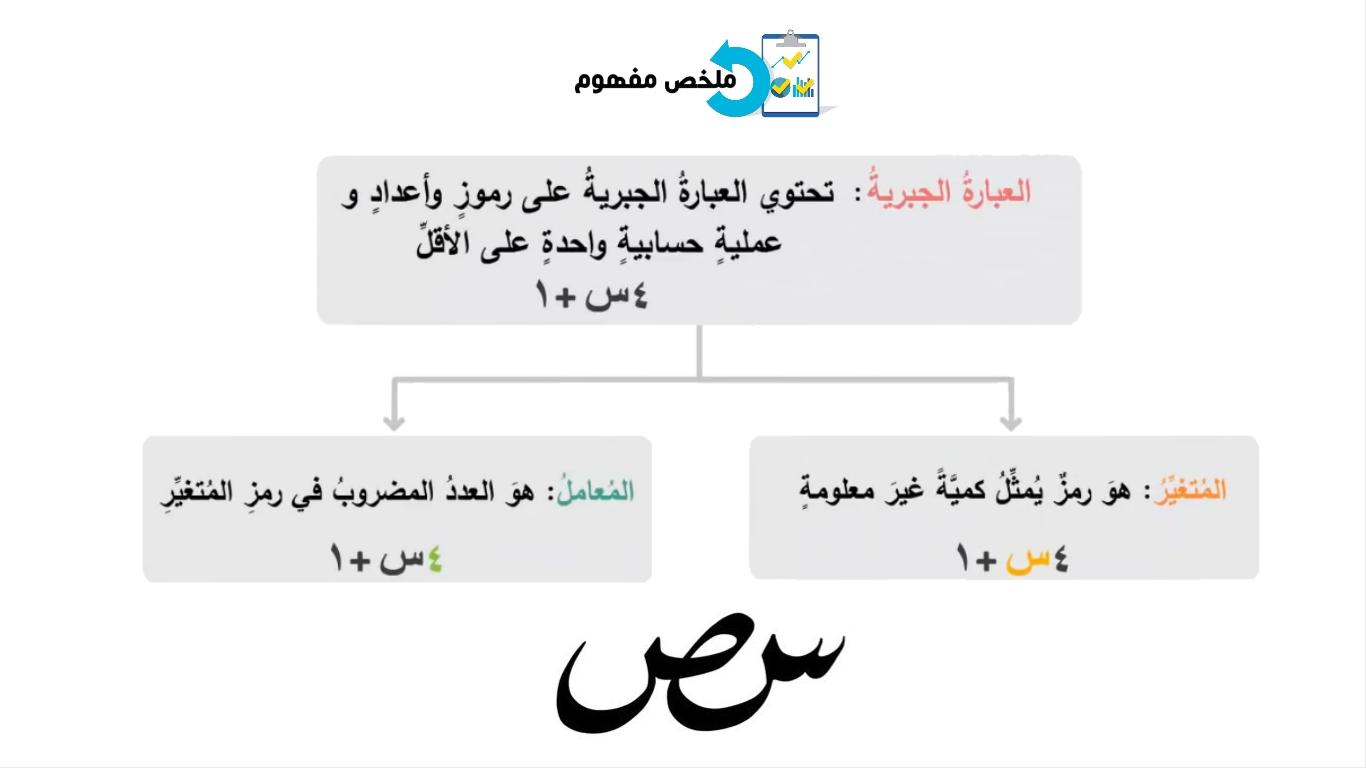 ملخص مفهوم
العبارةُ الجبريةُ: تحتوي العبارةُ الجبريةُ على رموزٍ وأعدادٍ و
عمليةٍ حسابيةٍ واحدةٍ على الأقلِّ
٤س + ١
المُتغيِّرُ: هوَ رمزٌ يُمثِّلُ كميَّةً غيرَ معلومةٍ
٤س + ١
المُعاملُ: هوَ العددُ المضروبُ في رمزِ المُتغيِّرِ
٤س + ١
س ص